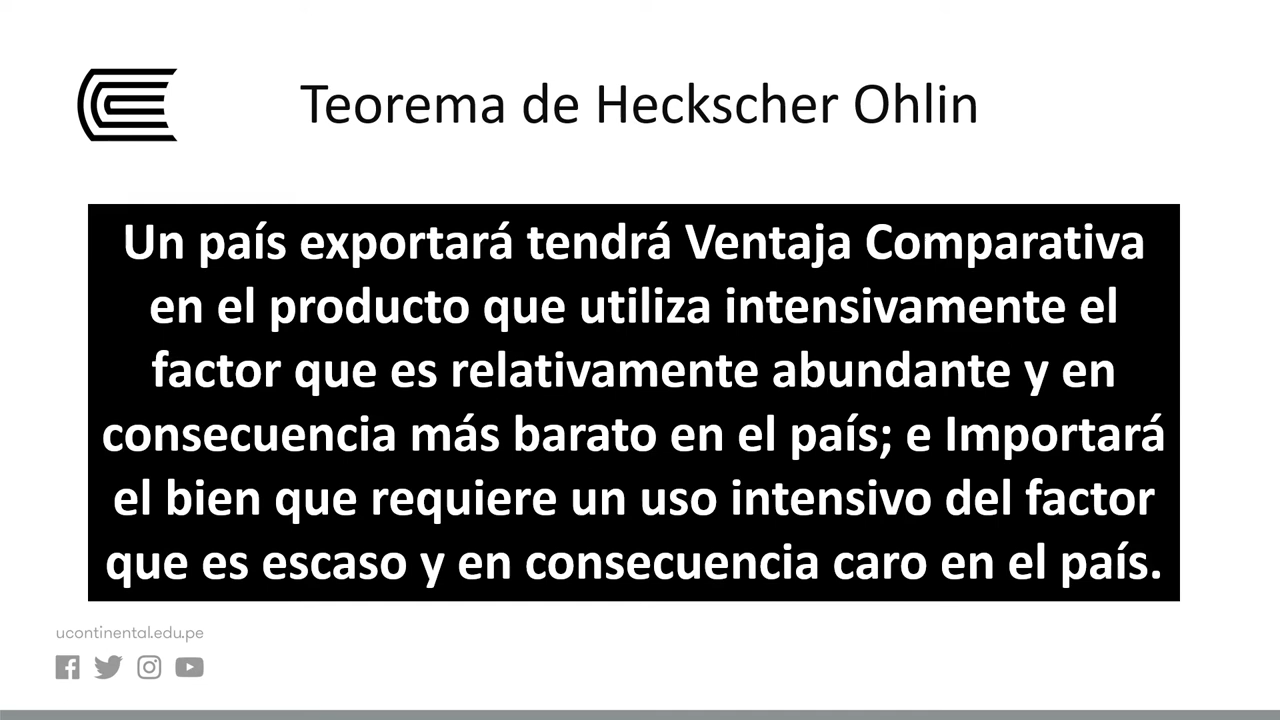 Teorema de Heckscher Ohlin
Un país exportará tendrá Ventaja Comparativa
en el producto que utiliza intensivamente el
factor que es relativamente abundante y en
consecuencia más barato en el país; e Importará
el bien que requiere un uso intensivo del factor
que es escaso y en consecuencia caro en el país.
ucontinental.edu.pe